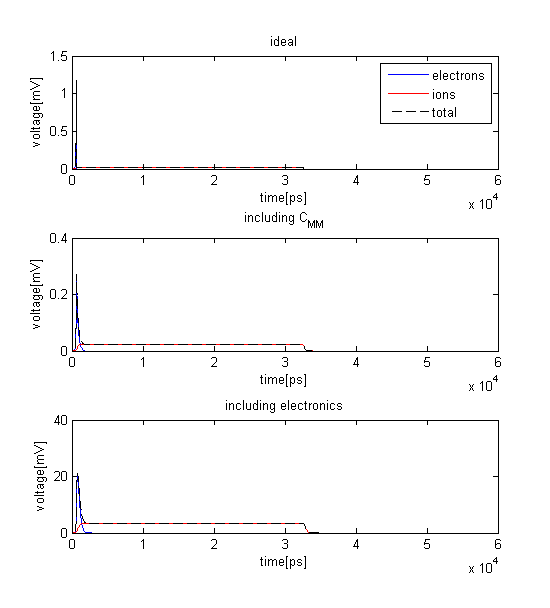 ideal
1.5
1
0.5
0
voltage[mV]
electrons
ions
total
0 1 2 3 4 5 6
time[ps]
x 10^4
including C_MM
0.4
0.2
0
voltage[mV]
0 1 2 3 4 5 6
time[ps]
x 10^4
including electronics
40
20
0
voltage[mV]
0 1 2 3 4 5 6
time[ps]
x 10^4